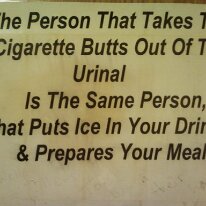 The Person That Takes T
Cigarette Butts Out Of T
Urinal
Is The Same Person,
hat Puts Ice In Your Drin
& Prepares Your Meal